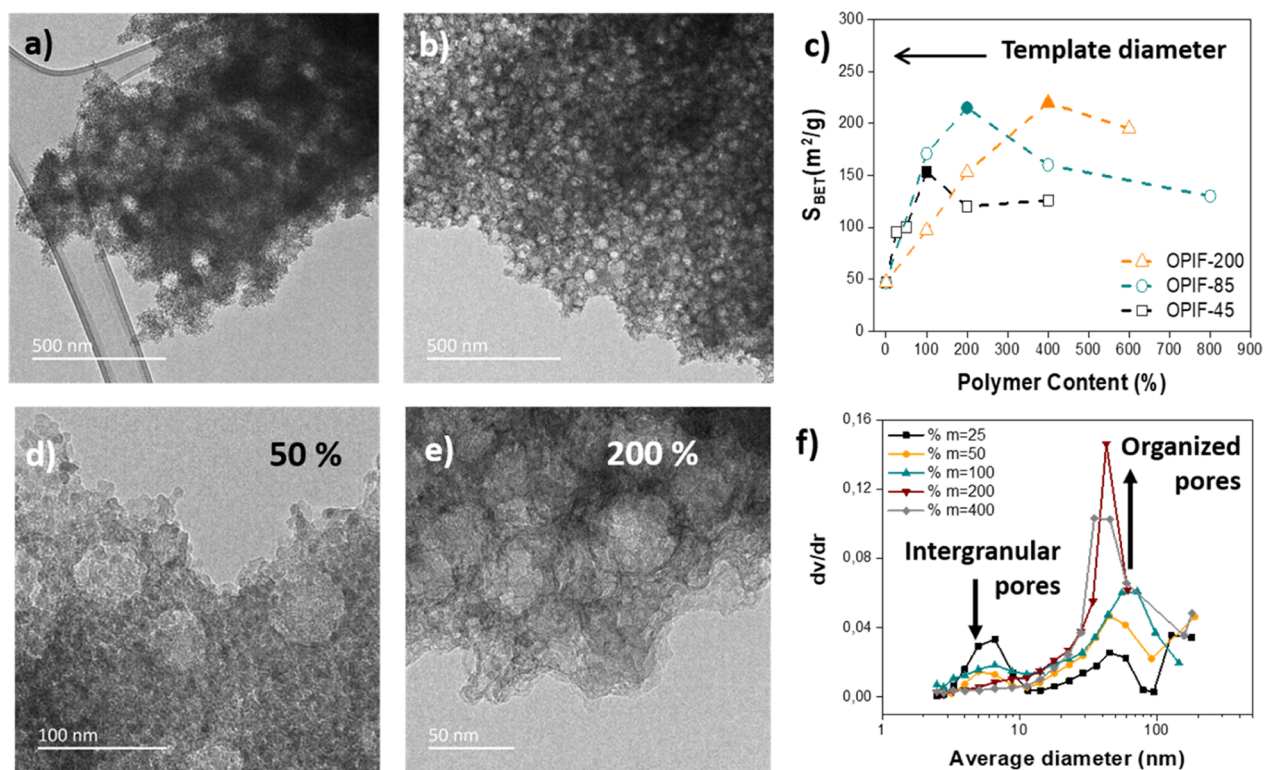 a)
500 nm
b)
500 nm
c)
Template diameter
S_BET(m²/g)
300
250
200
150
100
50
0
OPIF-200
OPIF-85
OPIF-45
0 100 200 300 400 500 600 700 800 900
Polymer Content (%)
d)
50 %
100 nm
e)
200 %
50 nm
f)
dv/dr
0,16
0,12
0,08
0,04
0,00
% m=25
% m=50
% m=100
% m=200
% m=400
Organized
pores
Intergranular
pores
1 10 100
Average diameter (nm)